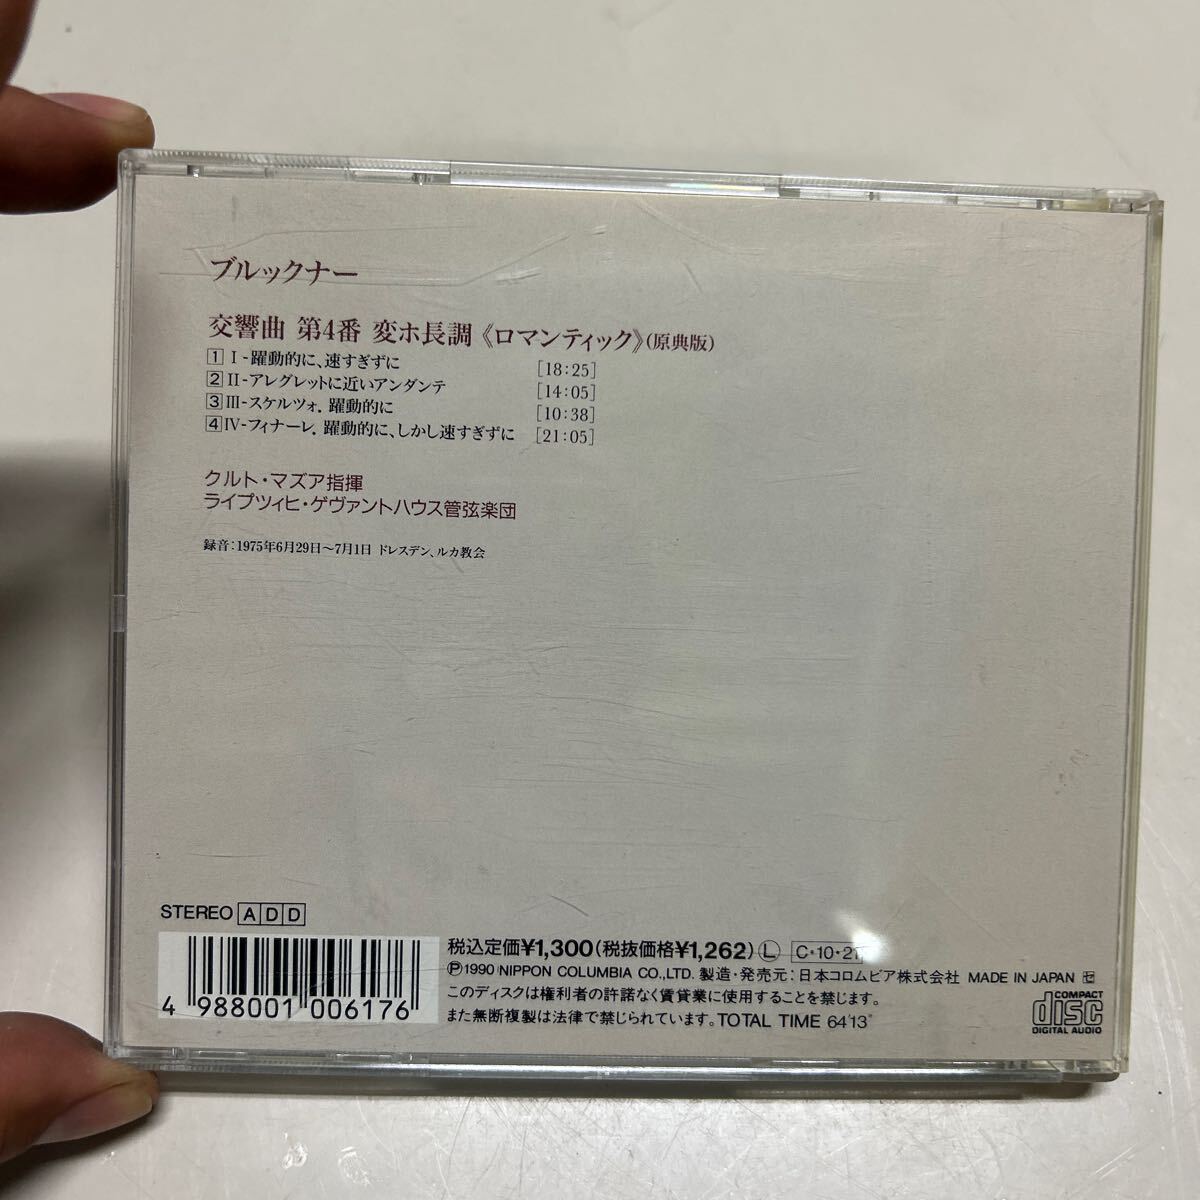 ブルックナー
交響曲 第4番 変ホ長調《ロマンティック》(原典版)
1 I-躍動的に、速すぎずに [18:25]
2 II-アレグレットに近いアンダンテ [14:05]
3 III-スケルツォ. 躍動的に [10:38]
4 IV-フィナーレ. 躍動的に、しかし速すぎずに [21:05]
クルト・マズア指揮
ライプツィヒ・ゲヴァントハウス管弦楽団
録音:1975年6月29日〜7月1日 ドレスデン、ルカ教会
STEREO A D D
4 988001 006176
税込定価¥1,300(税抜価格¥1,262) Ⓛ C・10・21
Ⓟ1990 NIPPON COLUMBIA CO.,LTD. 製造・発売元:日本コロムビア株式会社 MADE IN JAPAN セ
このディスクは権利者の許諾なく賃貸業に使用することを禁じます。
また無断複製は法律で禁じられています。TOTAL TIME 64'13"
COMPACT
disc
DIGITAL AUDIO